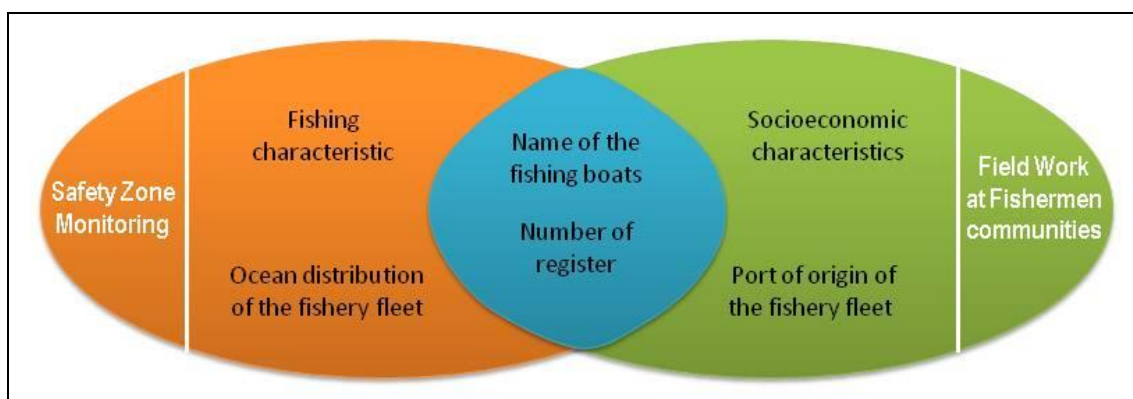 Safety Zone
Monitoring
Fishing
characteristic
Ocean distribution
of the fishery fleet
Name of the
fishing boats
Number of
register
Socioeconomic
characteristics
Port of origin of
the fishery fleet
Field Work
at Fishermen
communities